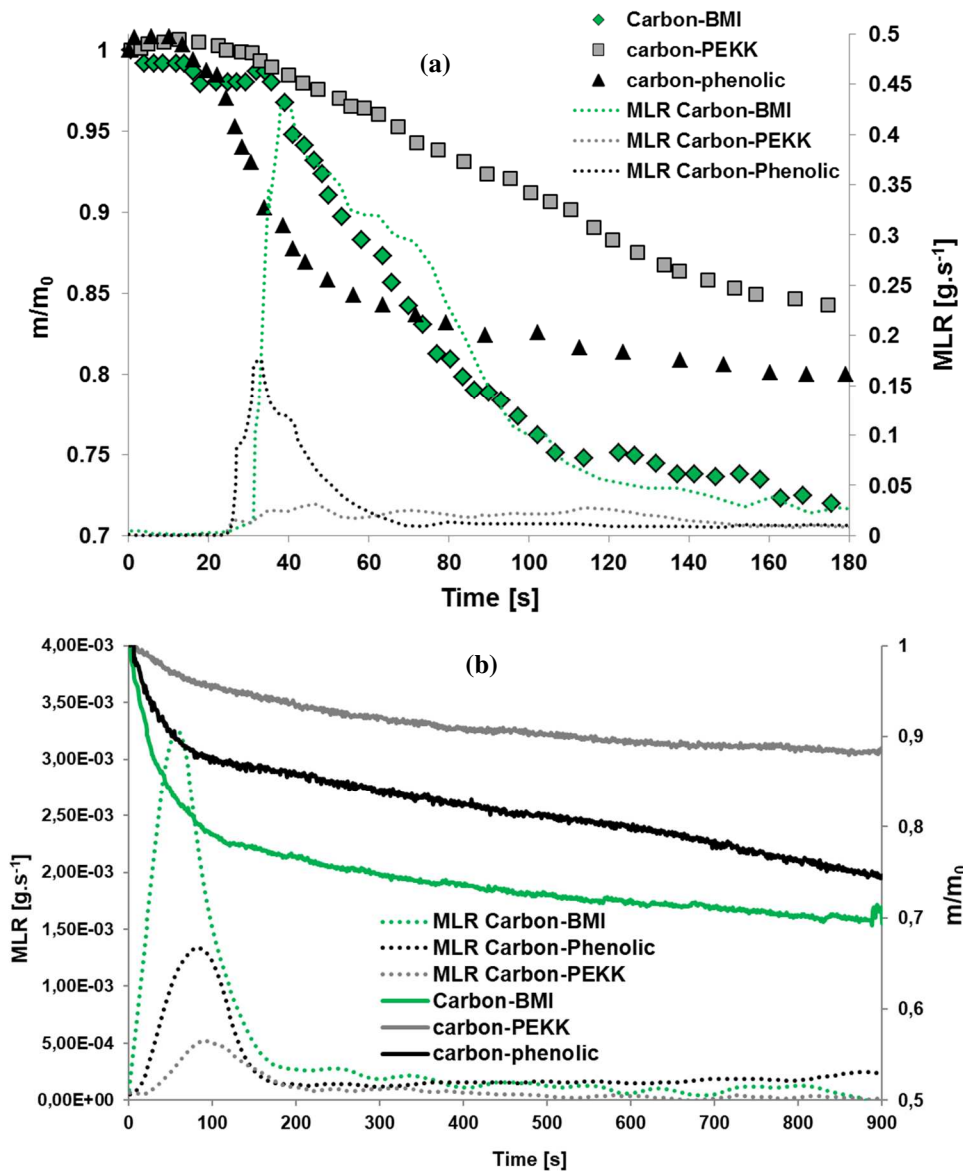 (a)
m/m0
1
0.95
0.9
0.85
0.8
0.75
0.7
Carbon-BMI
carbon-PEKK
carbon-phenolic
MLR Carbon-BMI
MLR Carbon-PEKK
MLR Carbon-Phenolic
0.5
0.45
0.4
0.35
0.3
0.25
0.2
0.15
0.1
0.05
0
MLR [g.s-1]
0 20 40 60 80 100 120 140 160 180
Time [s]
(b)
MLR [g.s-1]
4,00E-03
3,50E-03
3,00E-03
2,50E-03
2,00E-03
1,50E-03
1,00E-03
5,00E-04
0,00E+00
MLR Carbon-BMI
MLR Carbon-Phenolic
MLR Carbon-PEKK
Carbon-BMI
carbon-PEKK
carbon-phenolic
1
0,9
0,8
0,7
0,6
0,5
m/m0
0 100 200 300 400 500 600 700 800 900
Time [s]